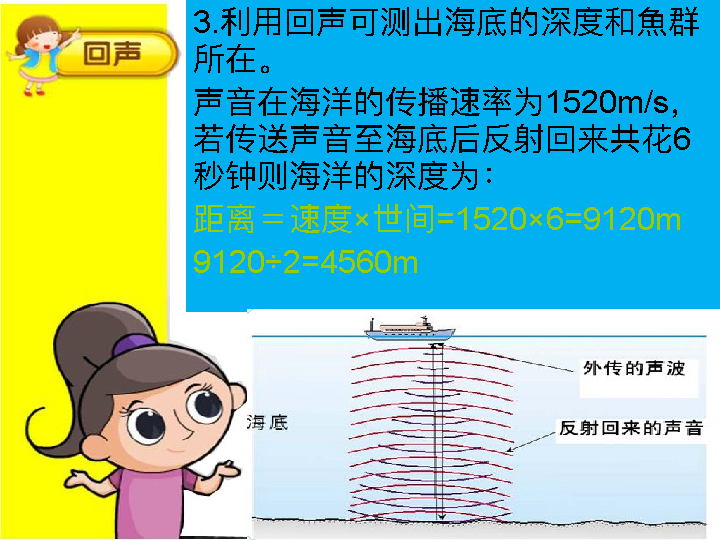 回声
3.利用回声可测出海底的深度和魚群
所在。
声音在海洋的传播速率为1520m/s，
若传送声音至海底后反射回来共花6
秒钟则海洋的深度为：
距离＝速度×世间=1520×6=9120m
9120÷2=4560m
外传的声波
海底
反射回来的声音